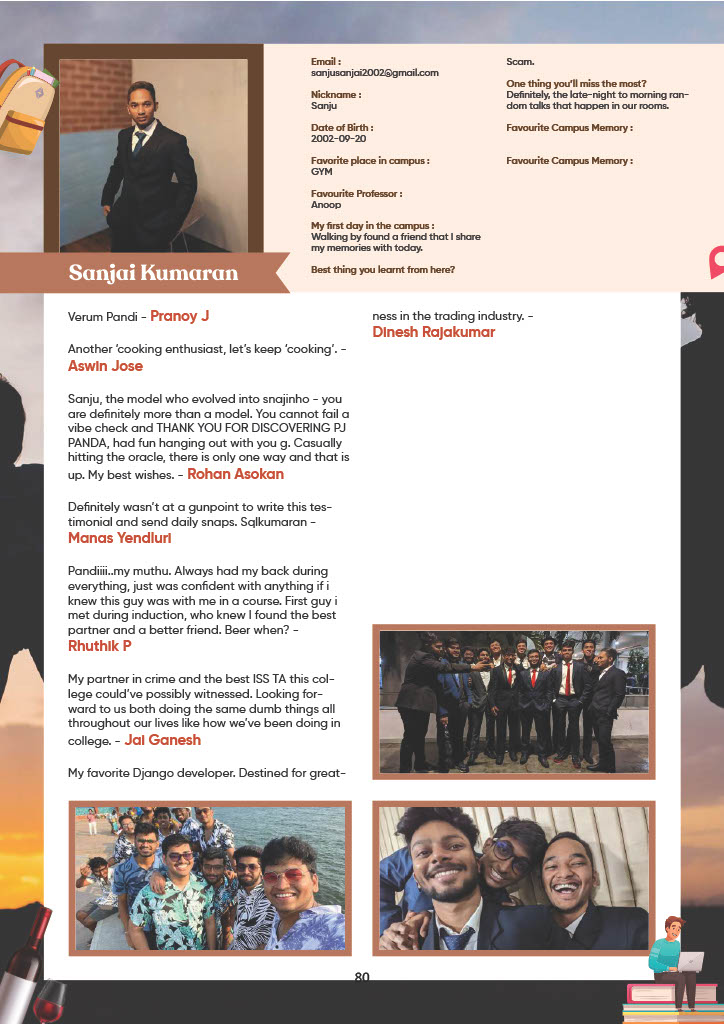 Email :
sanjusanjai2002@gmail.com
Nickname :
Sanju
Date of Birth :
2002-09-20
Favorite place in campus :
GYM
Favourite Professor :
Anoop
My first day in the campus :
Walking by found a friend that I share
my memories with today.
Best thing you learnt from here?
Scam.
One thing you'll miss the most?
Definitely, the late-night to morning ran-
dom talks that happen in our rooms.
Favourite Campus Memory :
Favourite Campus Memory :
Sanjai Kumaran
Verum Pandi - Pranoy J
Another ‘cooking enthusiast, let’s keep ‘cooking’. -
Aswin Jose
Sanju, the model who evolved into snajinho - you
are definitely more than a model. You cannot fail a
vibe check and THANK YOU FOR DISCOVERING PJ
PANDA, had fun hanging out with you g. Casually
hitting the oracle, there is only one way and that is
up. My best wishes. - Rohan Asokan
Definitely wasn’t at a gunpoint to write this tes-
timonial and send daily snaps. Sqlkumaran -
Manas Yendluri
Pandiiii..my muthu. Always had my back during
everything, just was confident with anything if i
knew this guy was with me in a course. First guy i
met during induction, who knew I found the best
partner and a better friend. Beer when? -
Rhuthik P
My partner in crime and the best ISS TA this col-
lege could’ve possibly witnessed. Looking for-
ward to us both doing the same dumb things all
throughout our lives like how we’ve been doing in
college. - Jai Ganesh
My favorite Django developer. Destined for great-
ness in the trading industry. -
Dinesh Rajakumar
80